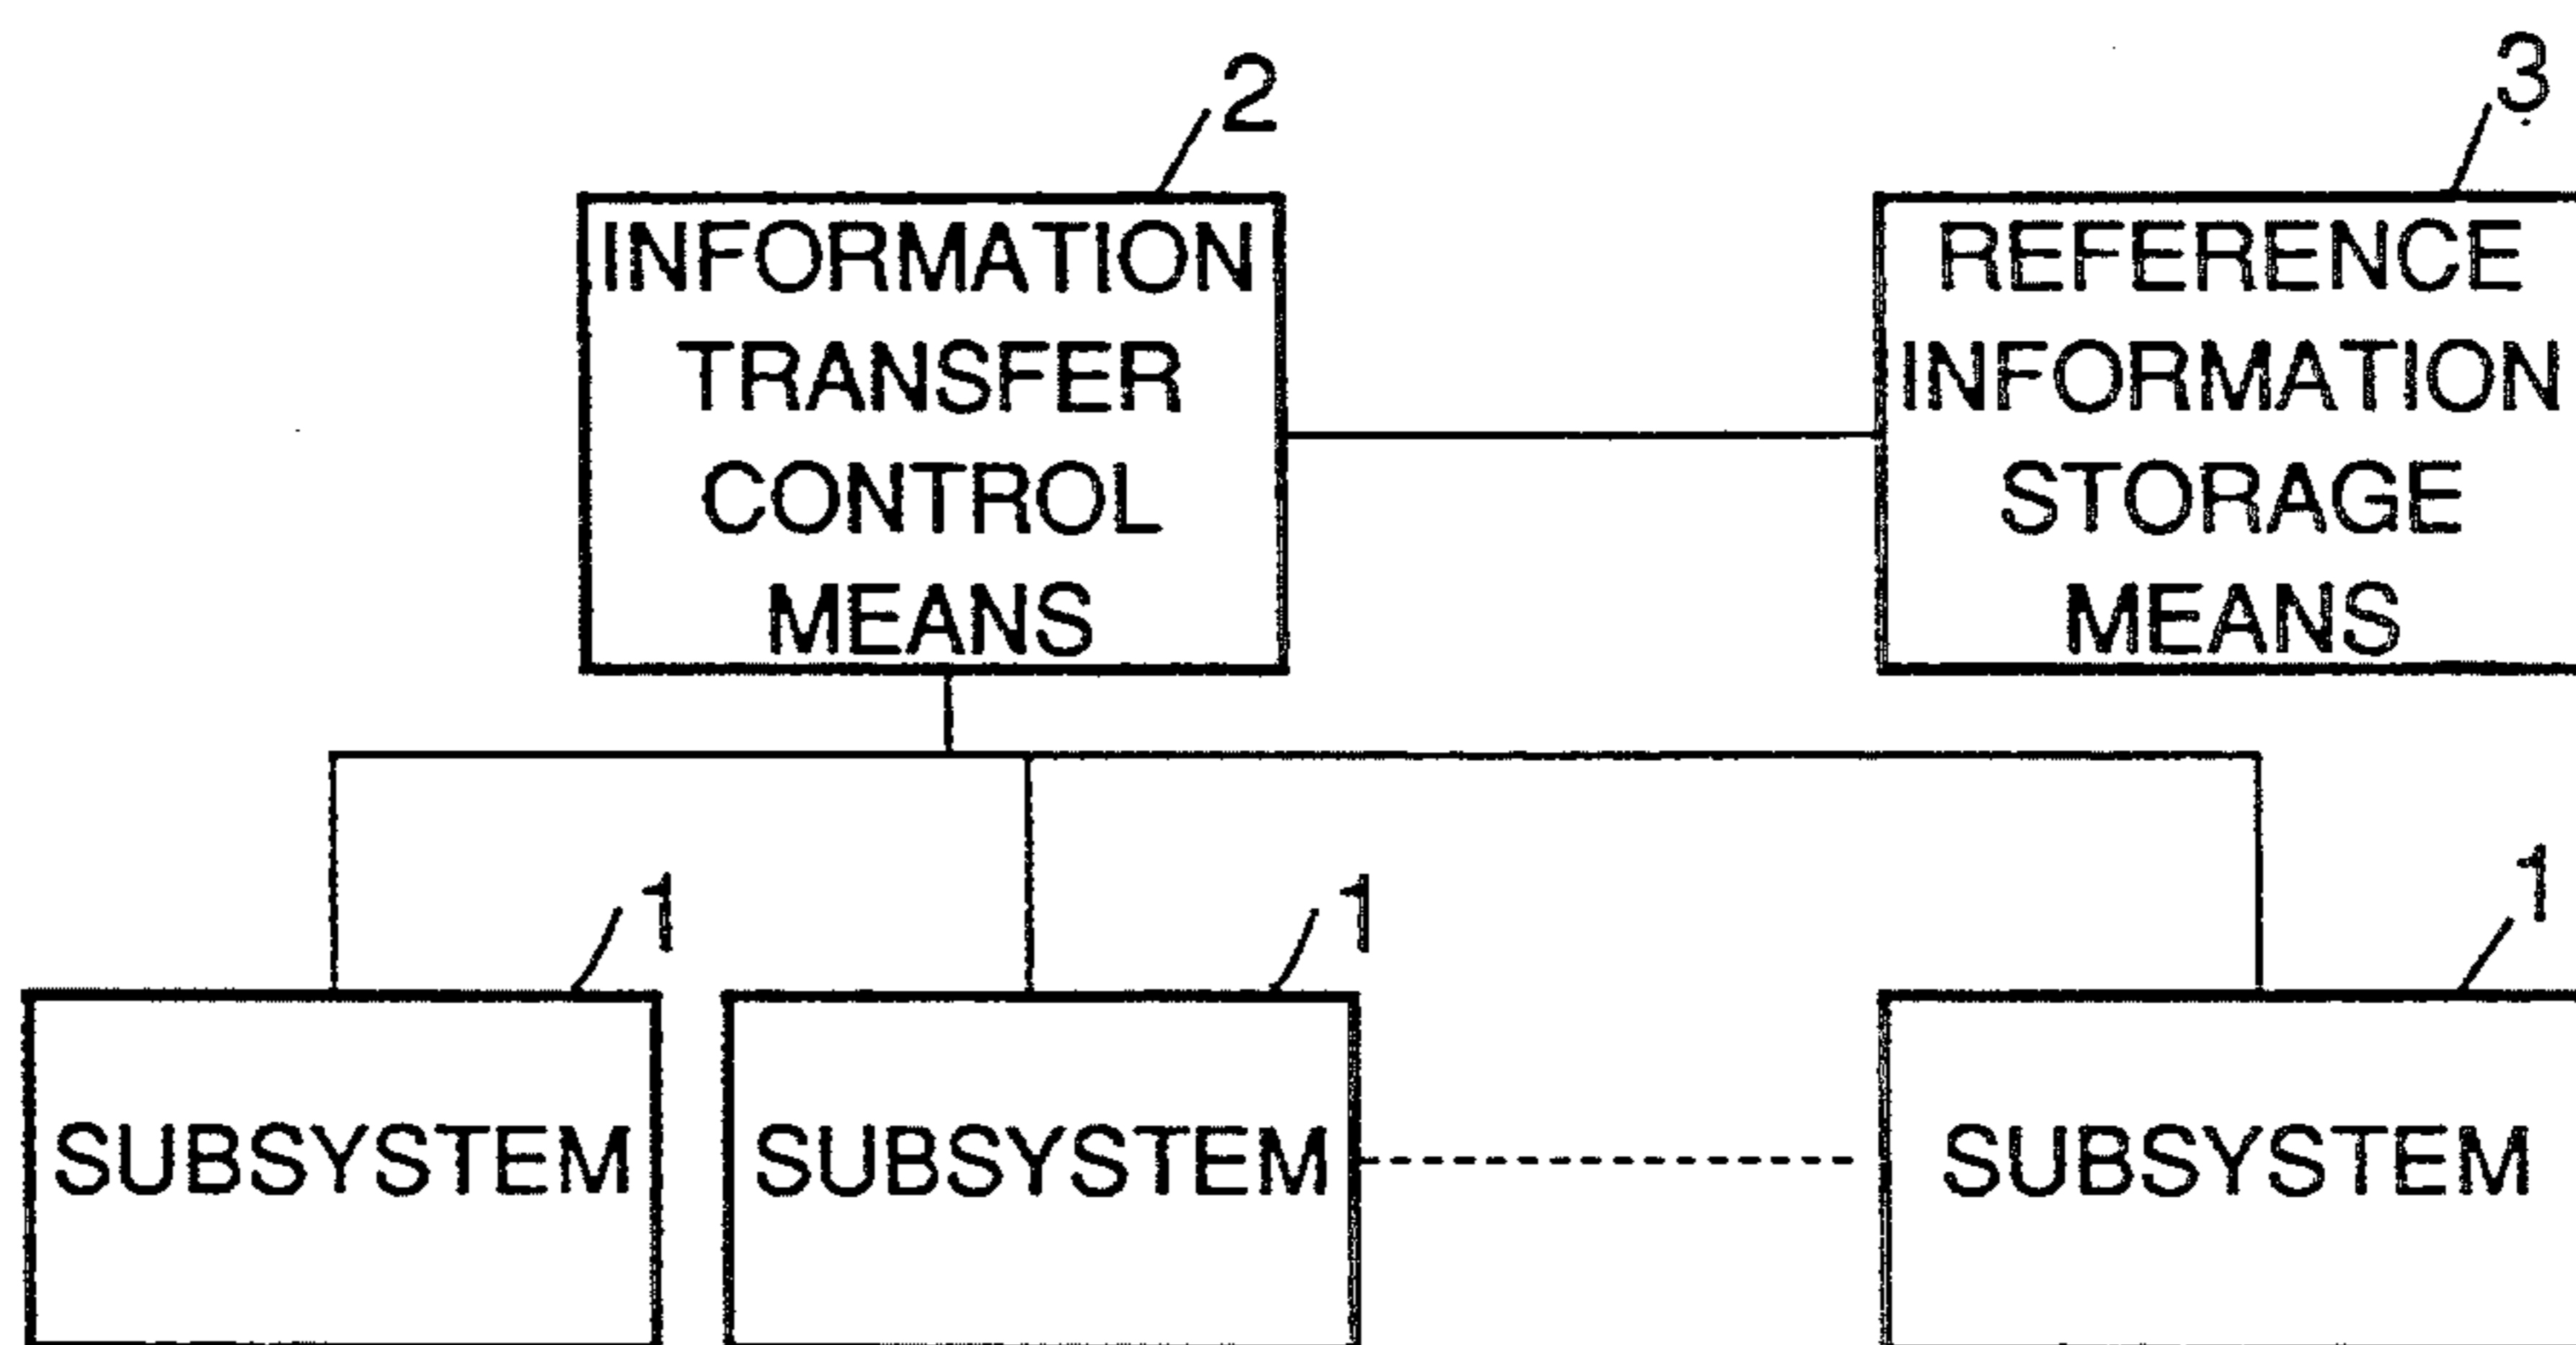 2
3
INFORMATION
TRANSFER
CONTROL
MEANS
REFERENCE
INFORMATION
STORAGE
MEANS
1
1
1
SUBSYSTEM
SUBSYSTEM
SUBSYSTEM